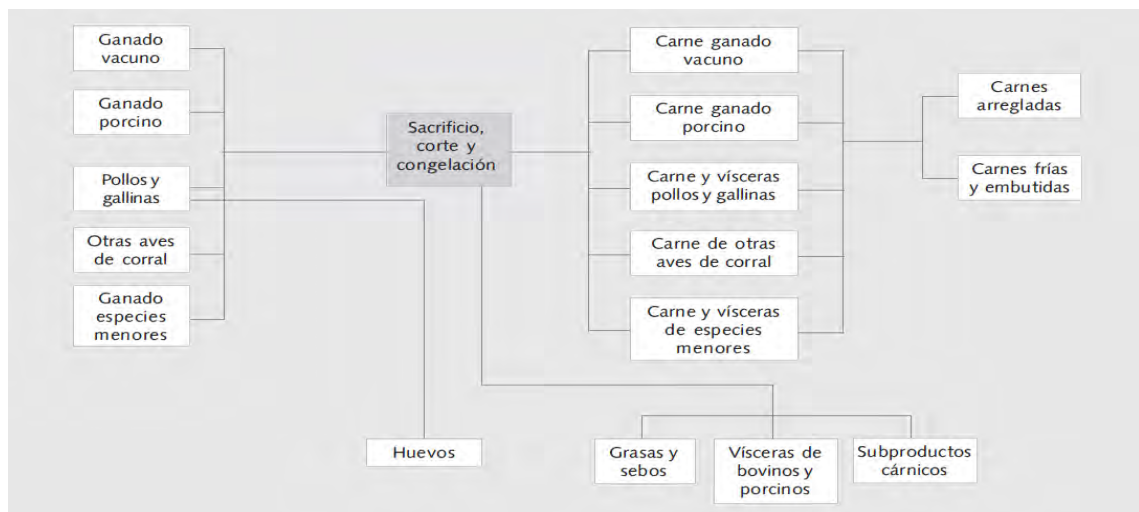 Ganado
vacuno
Ganado
porcino
Pollos y
gallinas
Otras aves
de corral
Ganado
especies
menores
Sacrificio,
corte y
congelación
Carne ganado
vacuno
Carne ganado
porcino
Carne y vísceras
pollos y gallinas
Carne de otras
aves de corral
Carne y vísceras
de especies
menores
Carnes
arregladas
Carnes frías
y embutidas
Huevos
Grasas y
sebos
Vísceras de
bovinos y
porcinos
Subproductos
cárnicos